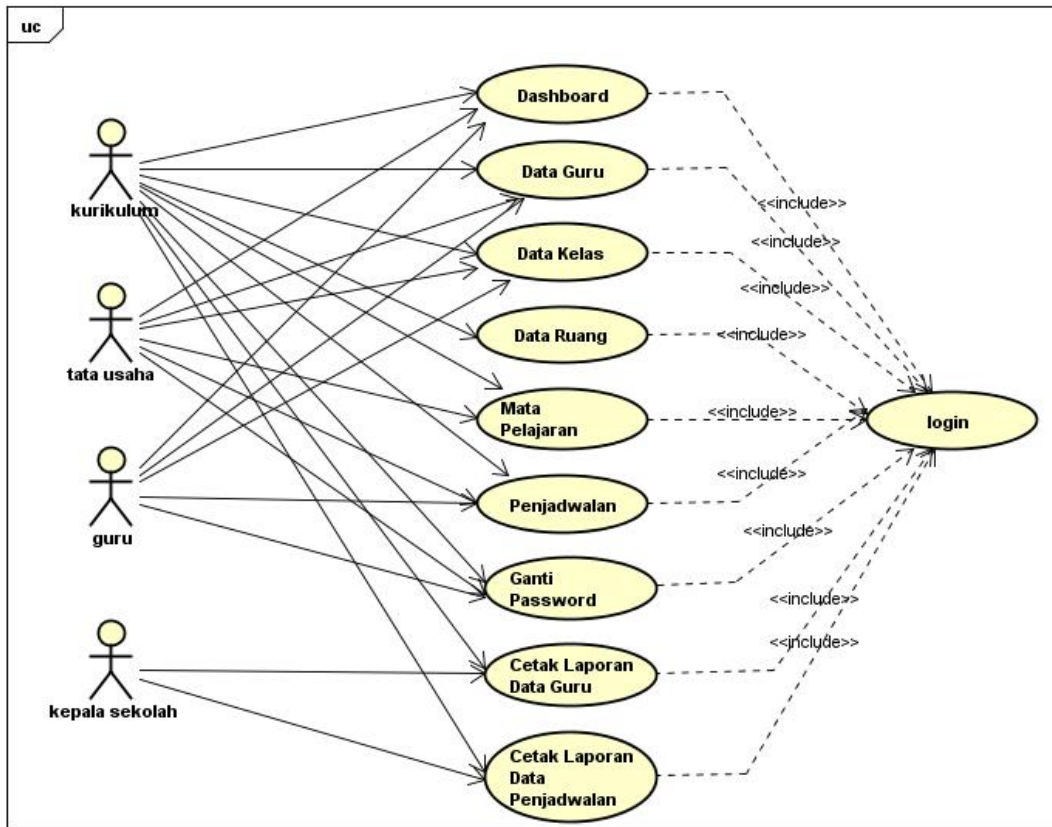 uc
Dashboard
Data Guru
kurikulum
<<include>>
<<include>>
Data Kelas
<<include>>
Data Ruang
<<include>>
tata usaha
Mata
Pelajaran
<<include>>
login
<<include>>
Penjadwalan
<<include>>
guru
Ganti
Password
<<include>>
<<include>>
Cetak Laporan
Data Guru
kepala sekolah
Cetak Laporan
Data
Penjadwalan